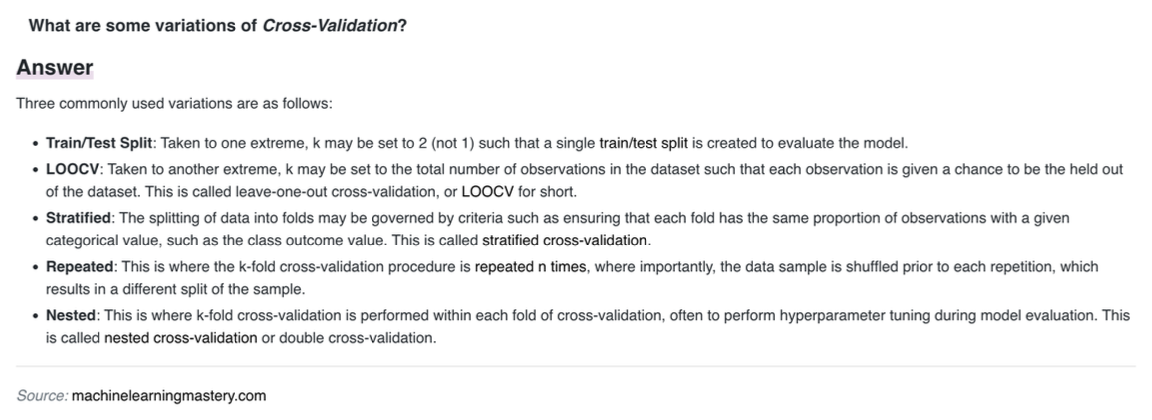 What are some variations of Cross-Validation?
Answer
Three commonly used variations are as follows:
• Train/Test Split: Taken to one extreme, k may be set to 2 (not 1) such that a single train/test split is created to evaluate the model.
• LOOCV: Taken to another extreme, k may be set to the total number of observations in the dataset such that each observation is given a chance to be the held out
of the dataset. This is called leave-one-out cross-validation, or LOOCV for short.
• Stratified: The splitting of data into folds may be governed by criteria such as ensuring that each fold has the same proportion of observations with a given
categorical value, such as the class outcome value. This is called stratified cross-validation.
• Repeated: This is where the k-fold cross-validation procedure is repeated n times, where importantly, the data sample is shuffled prior to each repetition, which
results in a different split of the sample.
• Nested: This is where k-fold cross-validation is performed within each fold of cross-validation, often to perform hyperparameter tuning during model evaluation. This
is called nested cross-validation or double cross-validation.
Source: machinelearningmastery.com